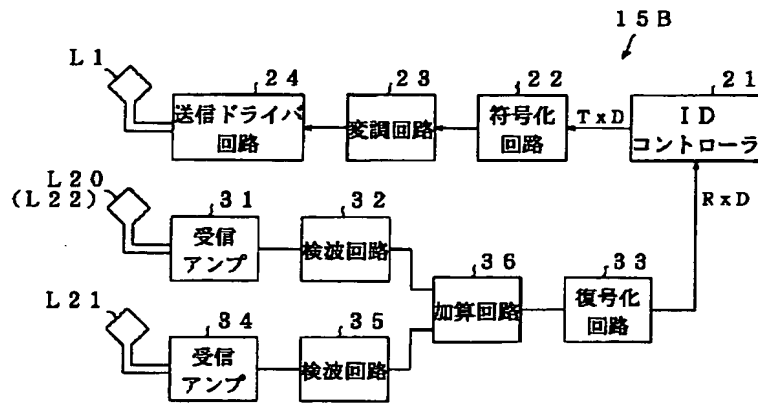 15B
L1
24
送信ドライバ
回路
23
変調回路
22
符号化
回路
TxD
21
ID
コントローラ
RxD
L20
(L22)
31
受信
アンプ
32
検波回路
36
加算回路
33
復号化
回路
L21
34
受信
アンプ
35
検波回路